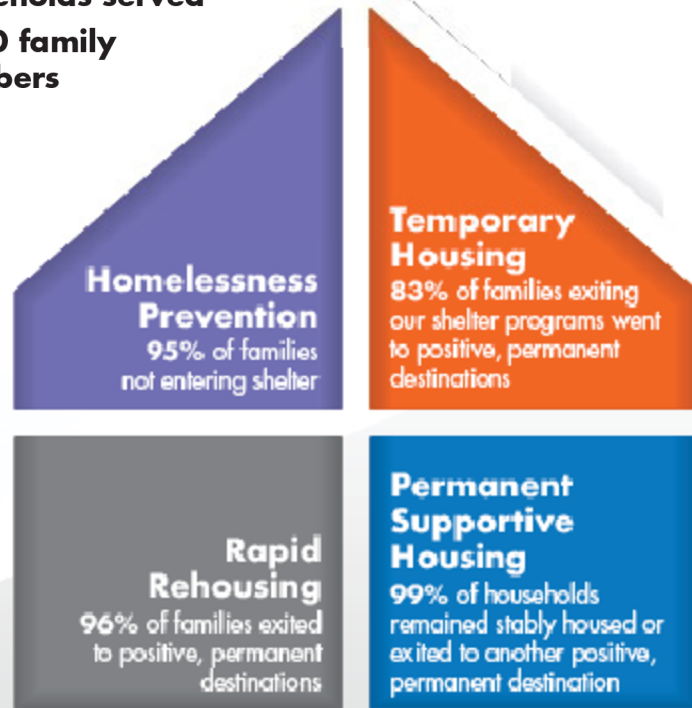 served
family
Homelessness
Prevention
95% of families
not entering shelter
Temporary
Housing
83% of families exiting
our shelter programs went
to positive, permanent
destinations
Rapid
Rehousing
96% of families exited
to positive, permanent
destinations
Permanent
Supportive
Housing
99% of households
remained stably housed or
exited to another positive,
permanent destination